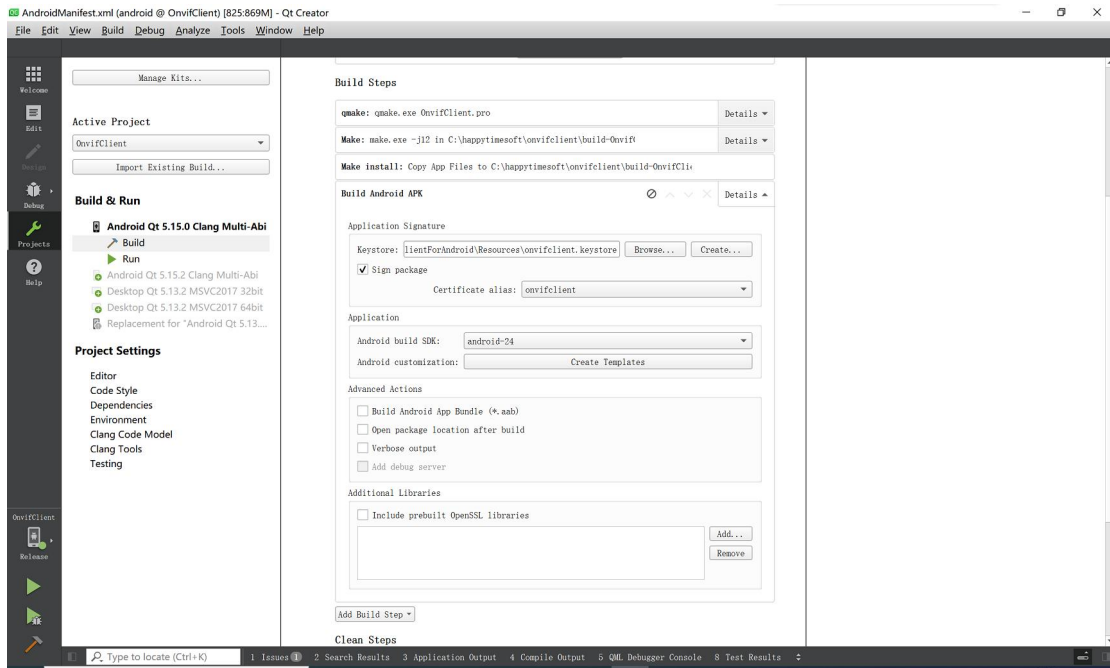 AndroidManifest.xml (android @ OnvifClient) [825:869M] - Qt Creator
File Edit View Build Debug Analyze Tools Window Help
Welcome
Edit
Design
Debug
Projects
Help
OnvifClient
Release
Manage Kits...
Active Project
OnvifClient
Import Existing Build...
Build & Run
Android Qt 5.15.0 Clang Multi-Abi
Build
Run
Android Qt 5.15.2 Clang Multi-Abi
Desktop Qt 5.13.2 MSVC2017 32bit
Desktop Qt 5.13.2 MSVC2017 64bit
Replacement for "Android Qt 5.13....
Project Settings
Editor
Code Style
Dependencies
Environment
Clang Code Model
Clang Tools
Testing
Build Steps
qmake: qmake.exe OnvifClient.pro Details
Make: make.exe -j12 in C:\happytimesoft\onvifclient\build-Onvif Details
Make install: Copy App Files to C:\happytimesoft\onvifclient\build-OnvifCli
Build Android APK Details
Application Signature
Keystore: lientForAndroid\Resources\onvifclient.keystore Browse... Create...
Sign package
Certificate alias: onvifclient
Application
Android build SDK: android-24
Android customization: Create Templates
Advanced Actions
Build Android App Bundle (*.aab)
Open package location after build
Verbose output
Add debug server
Additional Libraries
Include prebuilt OpenSSL libraries
Add...
Remove
Add Build Step
Clean Steps
Type to locate (Ctrl+K) 1 Issues 1 2 Search Results 3 Application Output 4 Compile Output 5 QML Debugger Console 8 Test Results